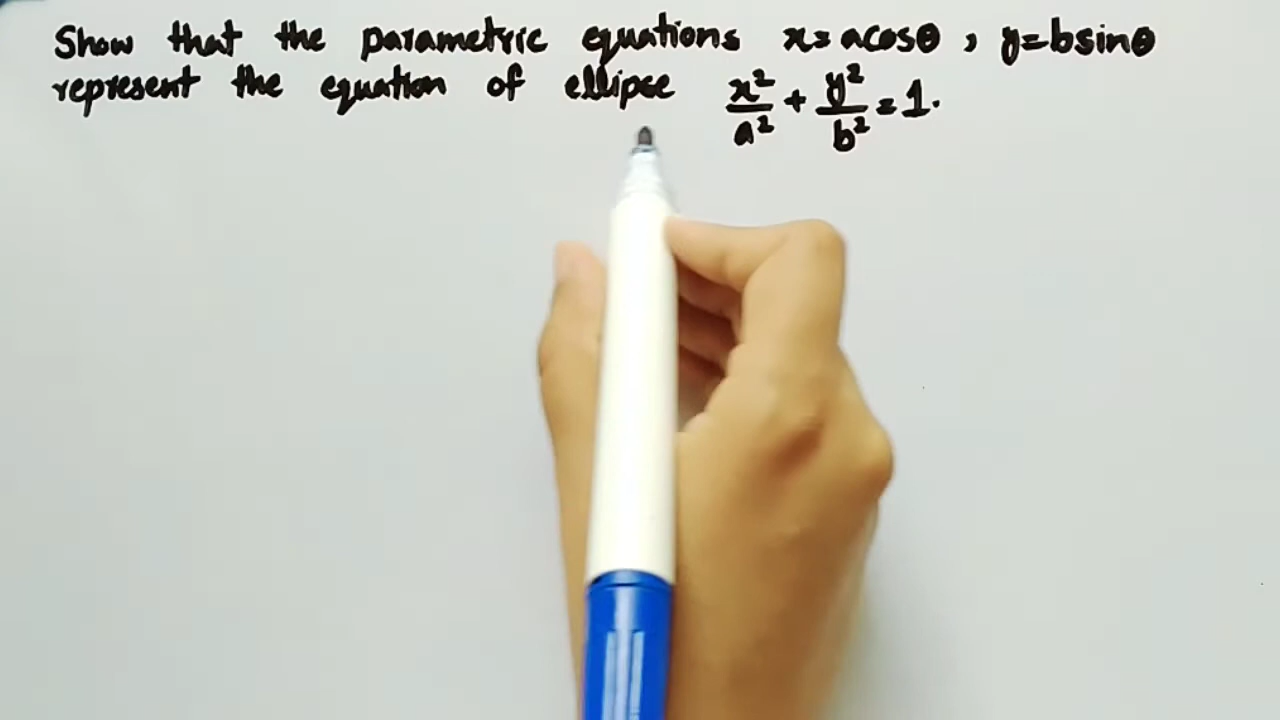 Show that the parametric equations x=acosθ, y=bsinθ
represent the equation of ellipse x²/a² + y²/b² = 1.